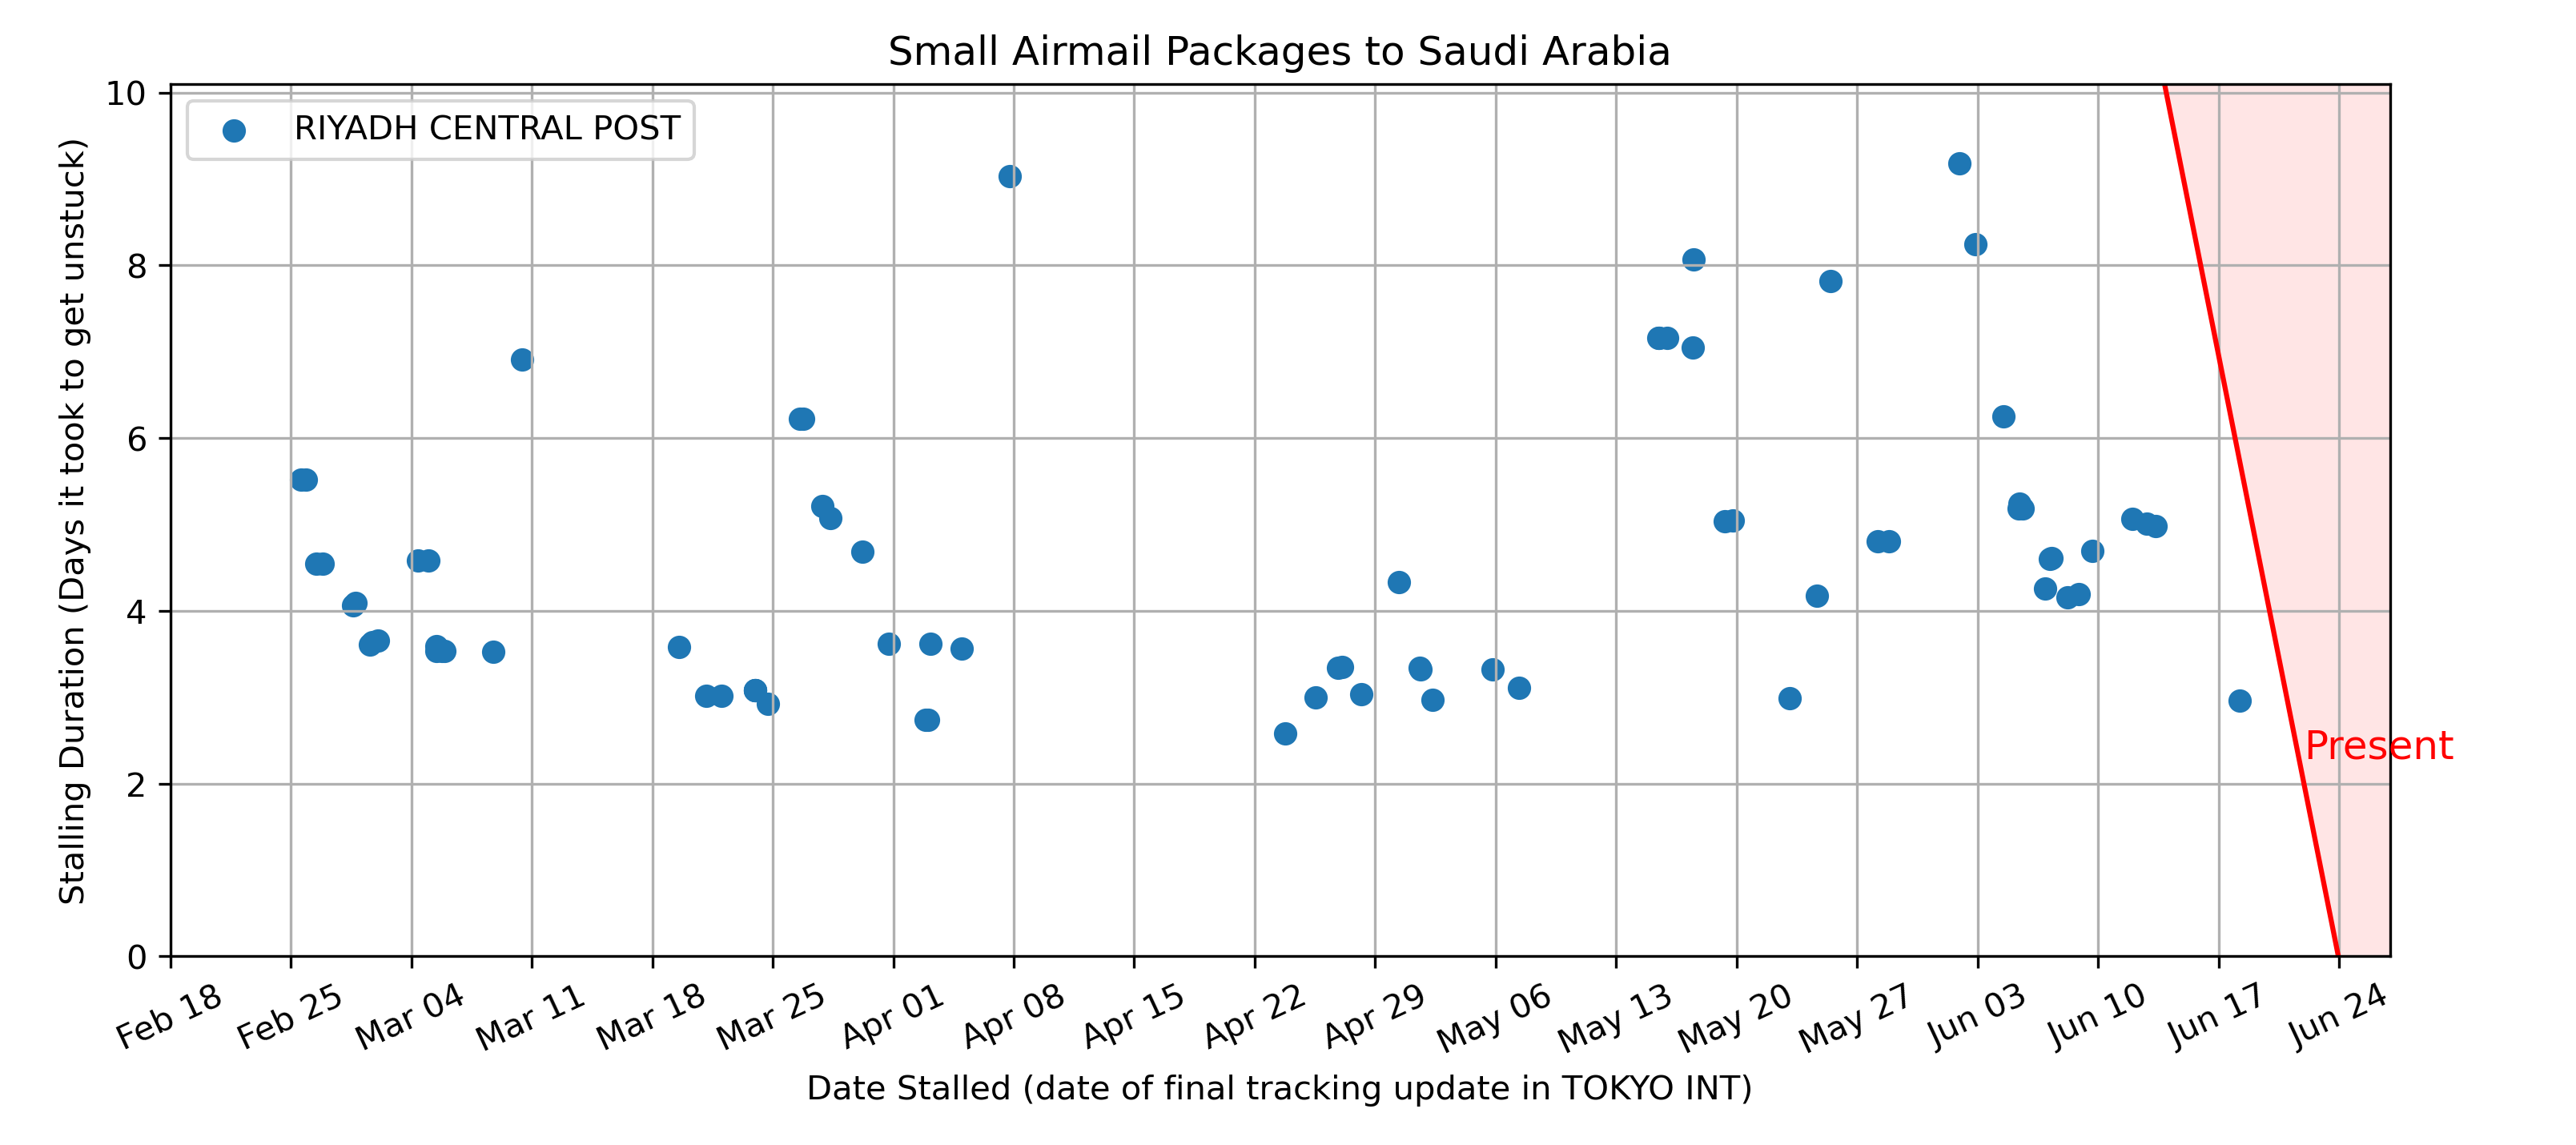 Small Airmail Packages to Saudi Arabia
RIYADH CENTRAL POST
Stalling Duration (Days it took to get unstuck)
10
8
6
4
2
0
Present
Feb 18
Feb 25
Mar 04
Mar 11
Mar 18
Mar 25
Apr 01
Apr 08
Apr 15
Apr 22
Apr 29
May 06
May 13
May 20
May 27
Jun 03
Jun 10
Jun 17
Jun 24
Date Stalled (date of final tracking update in TOKYO INT)